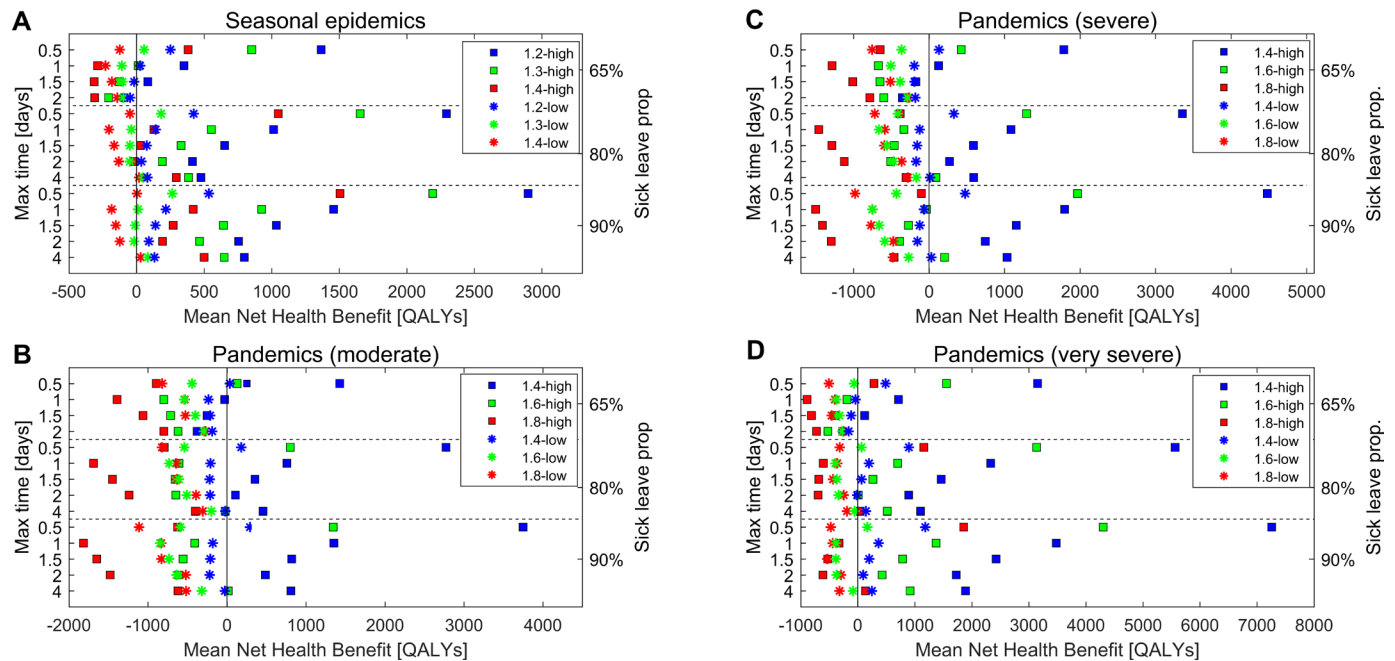 A
Seasonal epidemics
Max time [days]
0.5
1
1.5
2
0.5
1
1.5
2
4
0.5
1
1.5
2
4
65%
80%
90%
Sick leave prop.
1.2-high
1.3-high
1.4-high
1.2-low
1.3-low
1.4-low
-500
0
500
1000
1500
2000
2500
3000
Mean Net Health Benefit [QALYs]
C
Pandemics (severe)
Max time [days]
0.5
1
1.5
2
0.5
1
1.5
2
4
0.5
1
1.5
2
4
65%
80%
90%
Sick leave prop.
1.4-high
1.6-high
1.8-high
1.4-low
1.6-low
1.8-low
-1000
0
1000
2000
3000
4000
5000
Mean Net Health Benefit [QALYs]
B
Pandemics (moderate)
Max time [days]
0.5
1
1.5
2
0.5
1
1.5
2
4
0.5
1
1.5
2
4
65%
80%
90%
Sick leave prop
1.4-high
1.6-high
1.8-high
1.4-low
1.6-low
1.8-low
-2000
-1000
0
1000
2000
3000
4000
Mean Net Health Benefit [QALYs]
D
Pandemics (very severe)
Max time [days]
0.5
1
1.5
2
0.5
1
1.5
2
4
0.5
1
1.5
2
4
65%
80%
90%
Sick leave prop.
1.4-high
1.6-high
1.8-high
1.4-low
1.6-low
1.8-low
-1000
0
1000
2000
3000
4000
5000
6000
7000
8000
Mean Net Health Benefit [QALYs]